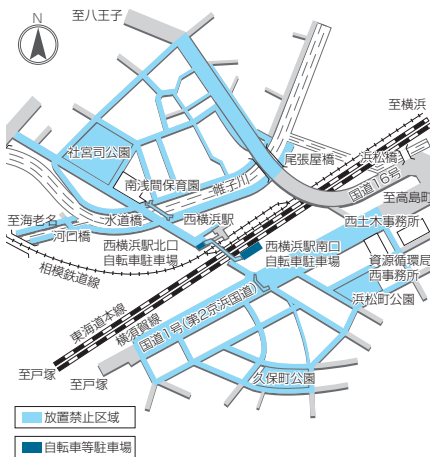 至八王子
N
至横浜
社宮司公園
尾張屋橋
浜松橋
南浅間保育園
帷子川
国道16号
至高島町
至海老名
水道橋
西横浜駅
西土木事務所
河口橋
西横浜駅北口
自転車駐車場
西横浜駅南口
自転車駐車場
資源循環局
西事務所
相模鉄道線
浜松町公園
東海道本線
横須賀線
国道1号(第2京浜国道)
至戸塚
至戸塚
久保町公園
放置禁止区域
自転車等駐車場